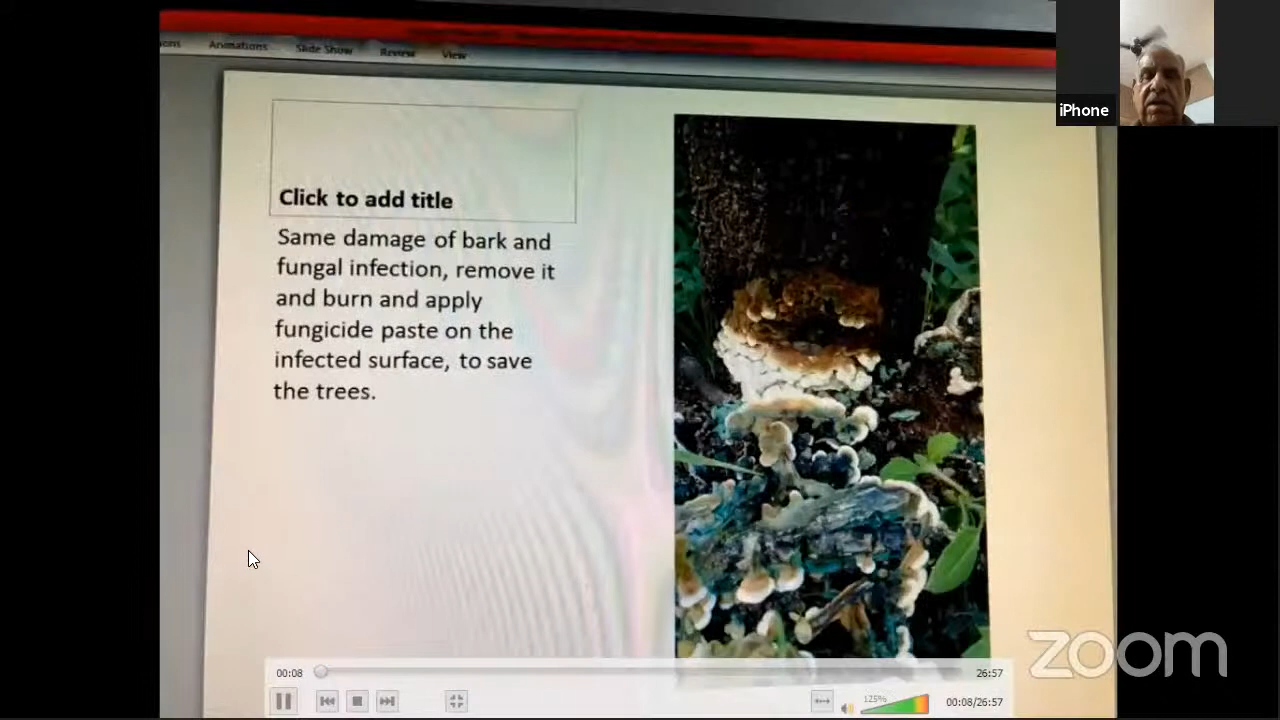 Animations
Slide Show
Review
View
iPhone
Click to add title
Same damage of bark and
fungal infection, remove it
and burn and apply
fungicide paste on the
infected surface, to save
the trees.
zoom
00:08
26:57
125%
00:08/26:57